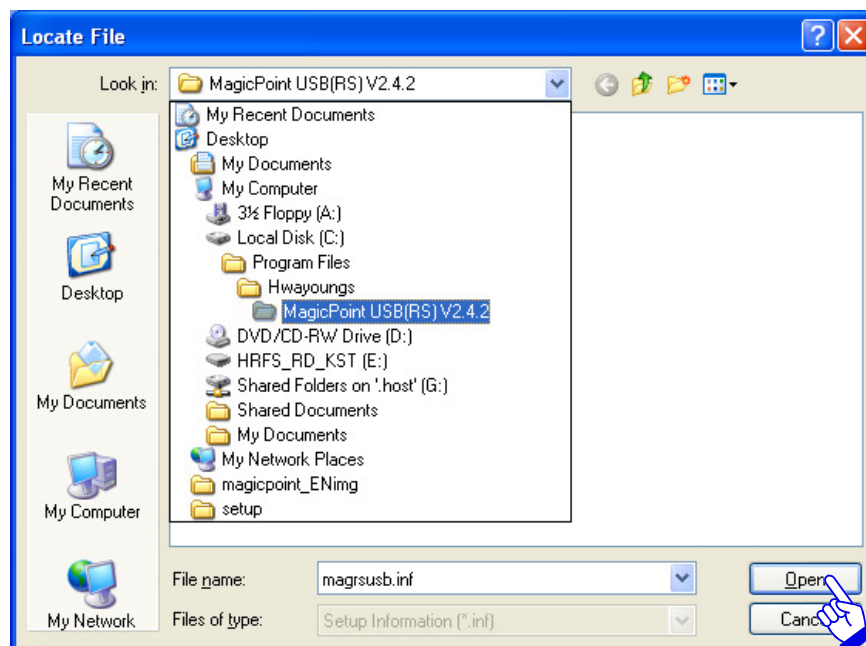 Locate File
Look in:
MagicPoint USB(RS) V2.4.2
My Recent Documents
Desktop
My Documents
My Computer
3½ Floppy (A:)
Local Disk (C:)
Program Files
Hwayoungs
MagicPoint USB(RS) V2.4.2
DVD/CD-RW Drive (D:)
HRFS_RD_KST (E:)
Shared Folders on '.host' (G:)
Shared Documents
My Documents
My Network Places
magicpoint_ENimg
setup
My Recent
Documents
Desktop
My Documents
My Computer
My Network
File name:
magrsusb.inf
Open
Files of type:
Setup Information (*.inf)